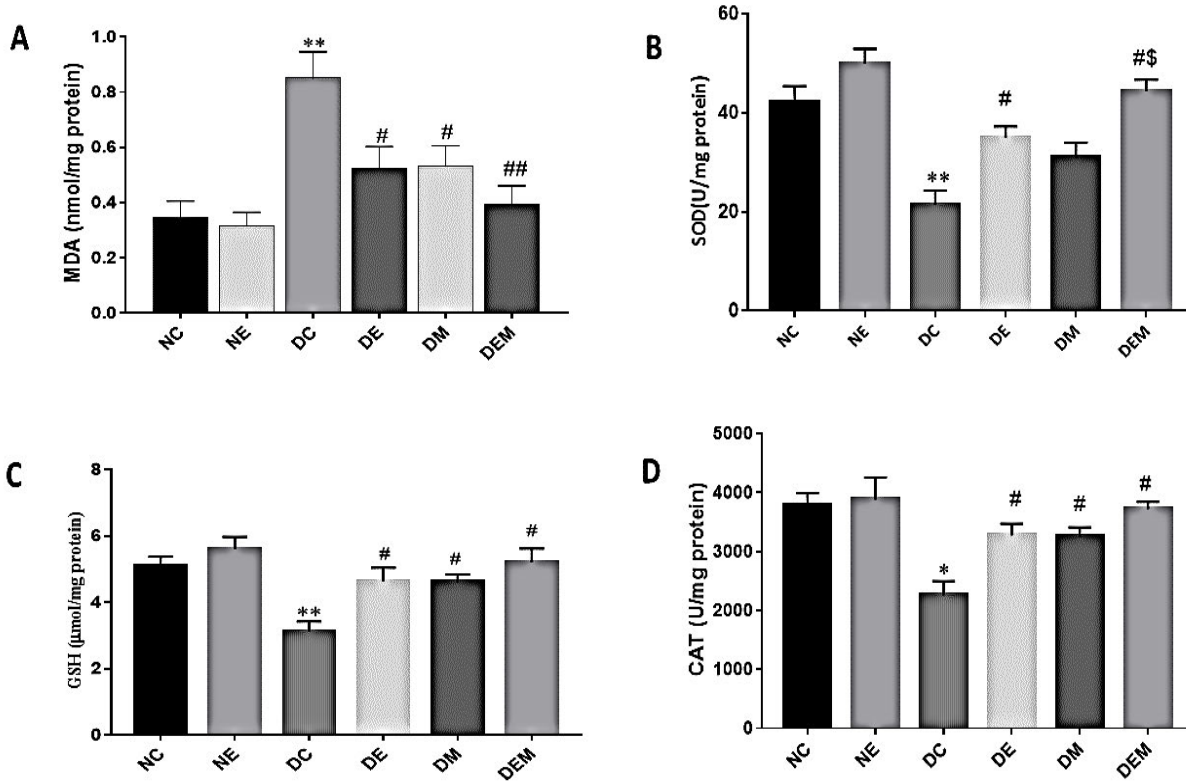 A
MDA (nmol/mg protein)
1.0
0.8
0.6
0.4
0.2
0.0
**
#
#
##
NC
NE
DC
DE
DM
DEM
B
SOD(U/mg protein)
60
40
20
0
**
#
#$
NC
NE
DC
DE
DM
DEM
C
GSH (µmol/mg protein)
8
6
4
2
0
**
#
#
#
NC
NE
DC
DE
DM
DEM
D
CAT (U/mg protein)
5000
4000
3000
2000
1000
0
*
#
#
#
NC
NE
DC
DE
DM
DEM